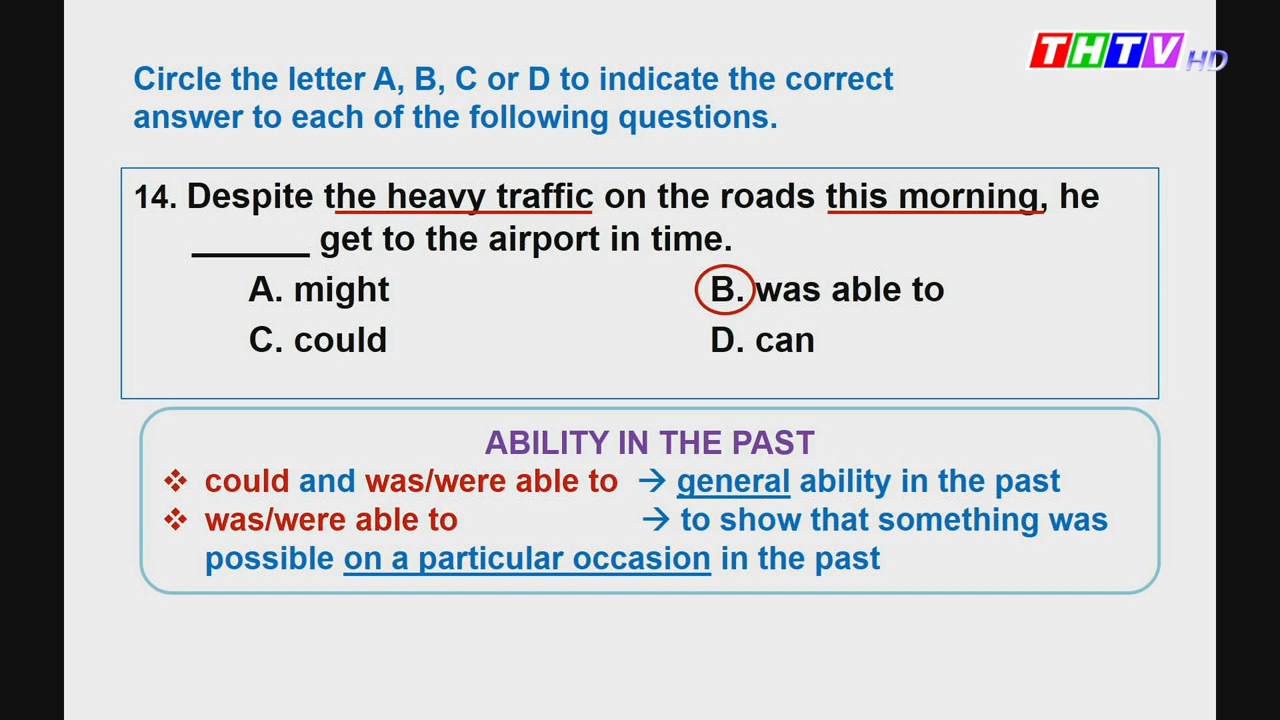 THTV HD
Circle the letter A, B, C or D to indicate the correct
answer to each of the following questions.
14. Despite the heavy traffic on the roads this morning, he
______ get to the airport in time.
A. might
B. was able to
C. could
D. can
ABILITY IN THE PAST
❖ could and was/were able to → general ability in the past
❖ was/were able to → to show that something was
possible on a particular occasion in the past